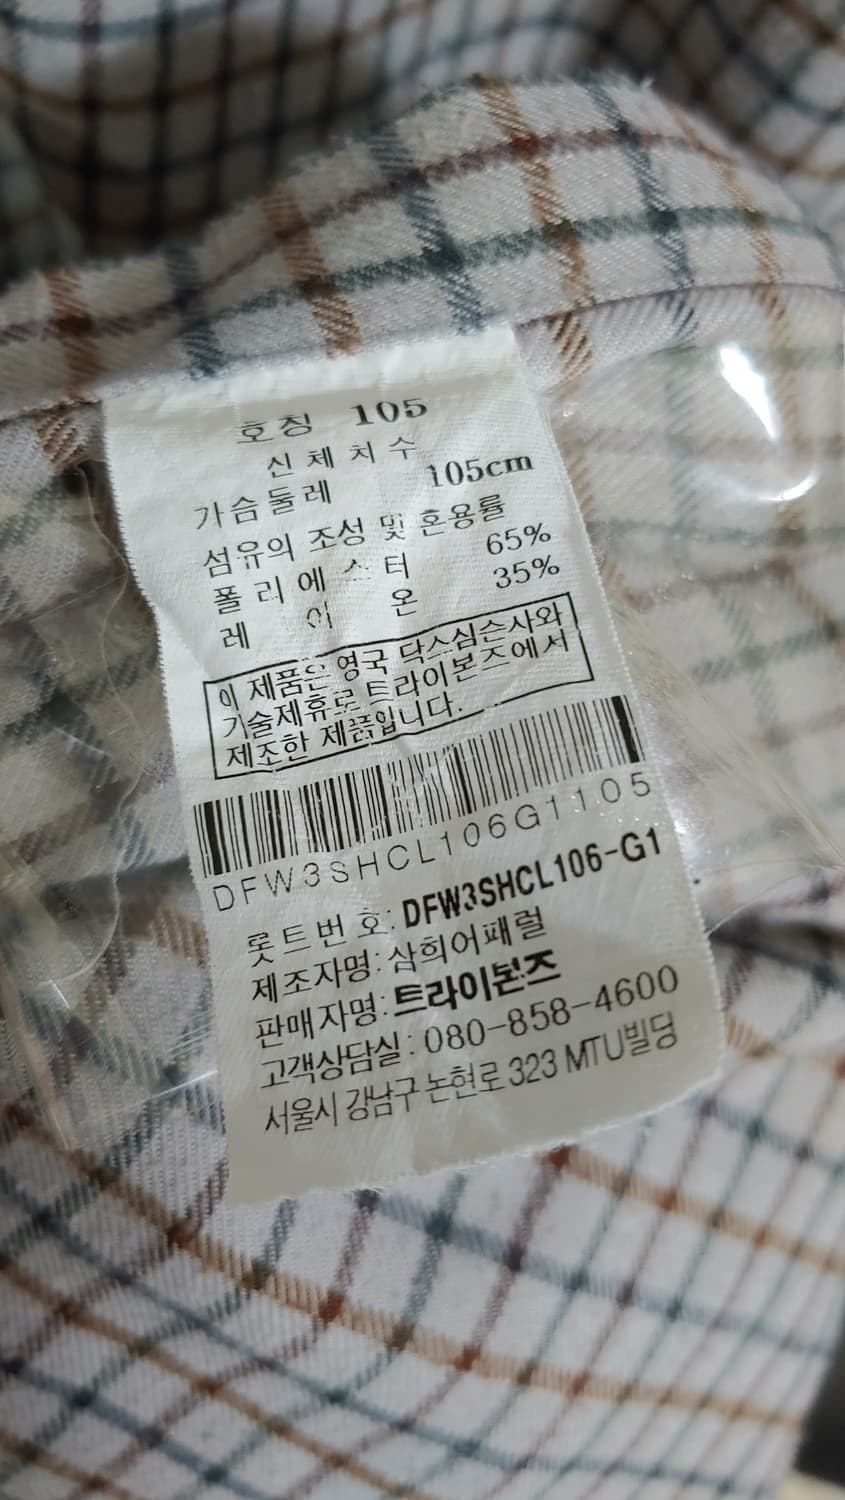 호칭 105
신체치수
가슴둘레 105cm
섬유의 조성 및 혼용률
폴리에스터 65%
레이온 35%
이 제품은 영국 닥스심슨사와
기술제휴로 트라이본즈에서
제조한 제품입니다.
DFW3SHCL106G1105
롯트번호: DFW3SHCL106-G1
제조자명: 삼희어패럴
판매자명: 트라이본즈
고객상담실: 080-858-4600
서울시 강남구 논현로 323 MTU빌딩